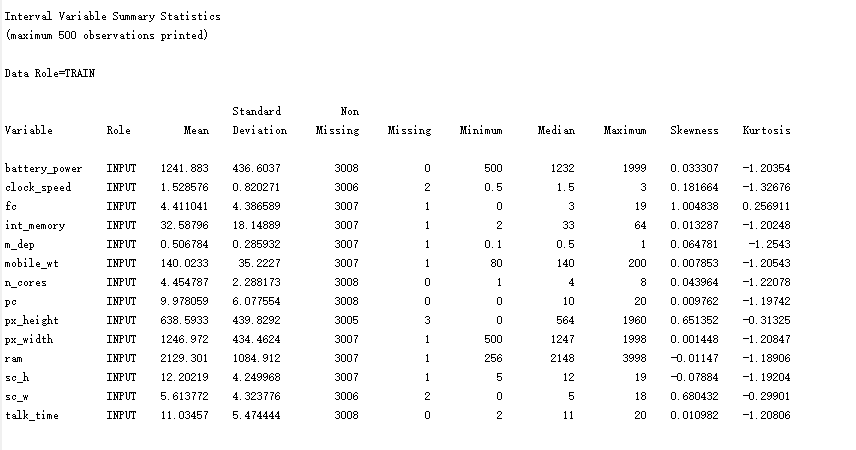 Interval Variable Summary Statistics
(maximum 500 observations printed)
Data Role=TRAIN
Standard Non
Variable Role Mean Deviation Missing Missing Minimum Median Maximum Skewness Kurtosis
battery_power INPUT 1241.883 436.6037 3008 0 500 1232 1999 0.033307 -1.20354
clock_speed INPUT 1.528576 0.820271 3006 2 0.5 1.5 3 0.181664 -1.32676
fc INPUT 4.411041 4.386589 3007 1 0 3 19 1.004838 0.256911
int_memory INPUT 32.58796 18.14889 3007 1 2 33 64 0.013287 -1.20248
m_dep INPUT 0.506784 0.285932 3007 1 0.1 0.5 1 0.064781 -1.2543
mobile_wt INPUT 140.0233 35.2227 3007 1 80 140 200 0.007853 -1.20543
n_cores INPUT 4.454787 2.288173 3008 0 1 4 8 0.043964 -1.22078
pc INPUT 9.978059 6.077554 3008 0 0 10 20 0.009762 -1.19742
px_height INPUT 638.5933 439.8292 3005 3 0 564 1960 0.651352 -0.31325
px_width INPUT 1246.972 434.4624 3007 1 500 1247 1998 0.001448 -1.20847
ram INPUT 2129.301 1084.912 3007 1 256 2148 3998 -0.01147 -1.18906
sc_h INPUT 12.20219 4.249968 3007 1 5 12 19 -0.07884 -1.19204
sc_w INPUT 5.613772 4.323776 3006 2 0 5 18 0.680432 -0.29901
talk_time INPUT 11.03457 5.474444 3008 0 2 11 20 0.010982 -1.20806